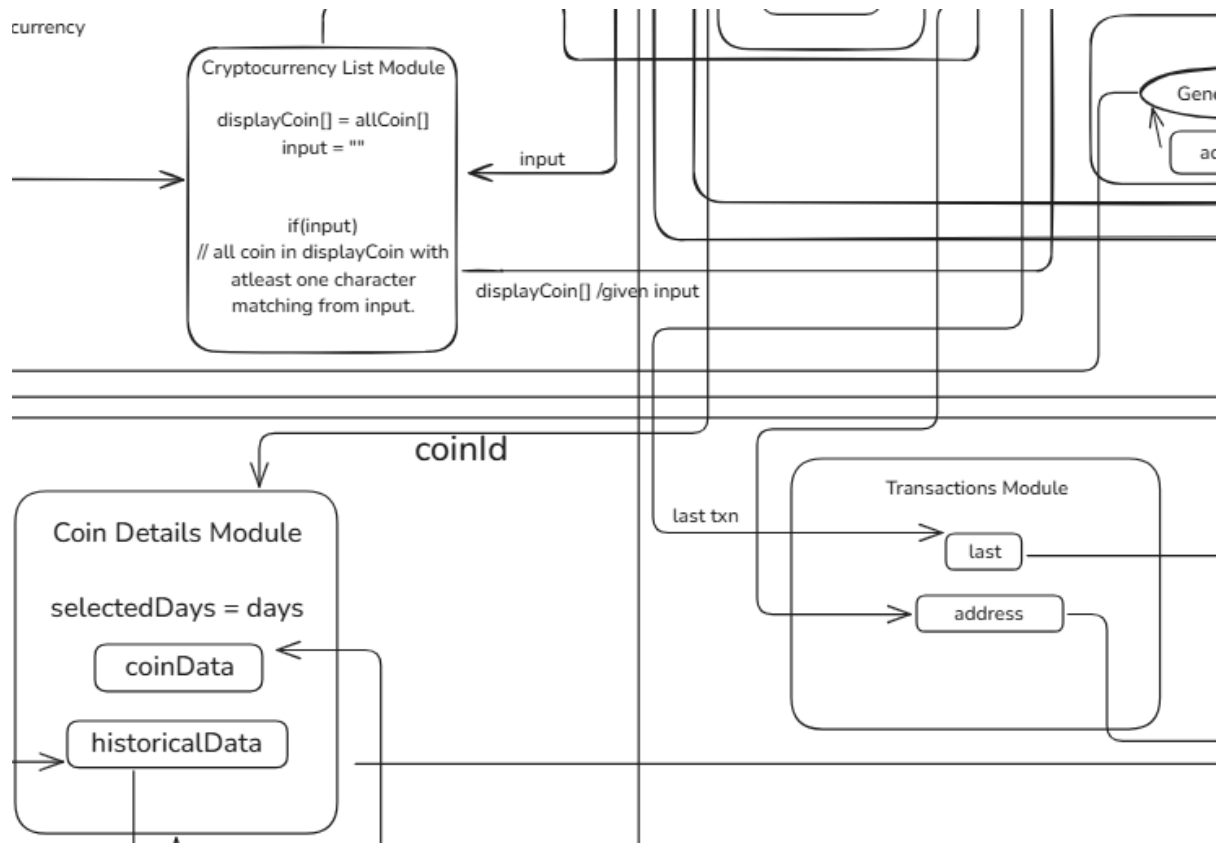 currency
Cryptocurrency List Module
displayCoin[] = allCoin[]
input = ""
if(input)
// all coin in displayCoin with
atleast one character
matching from input.
input
displayCoin[] /given input
coinId
Coin Details Module
selectedDays = days
coinData
historicalData
Transactions Module
last txn
last
address